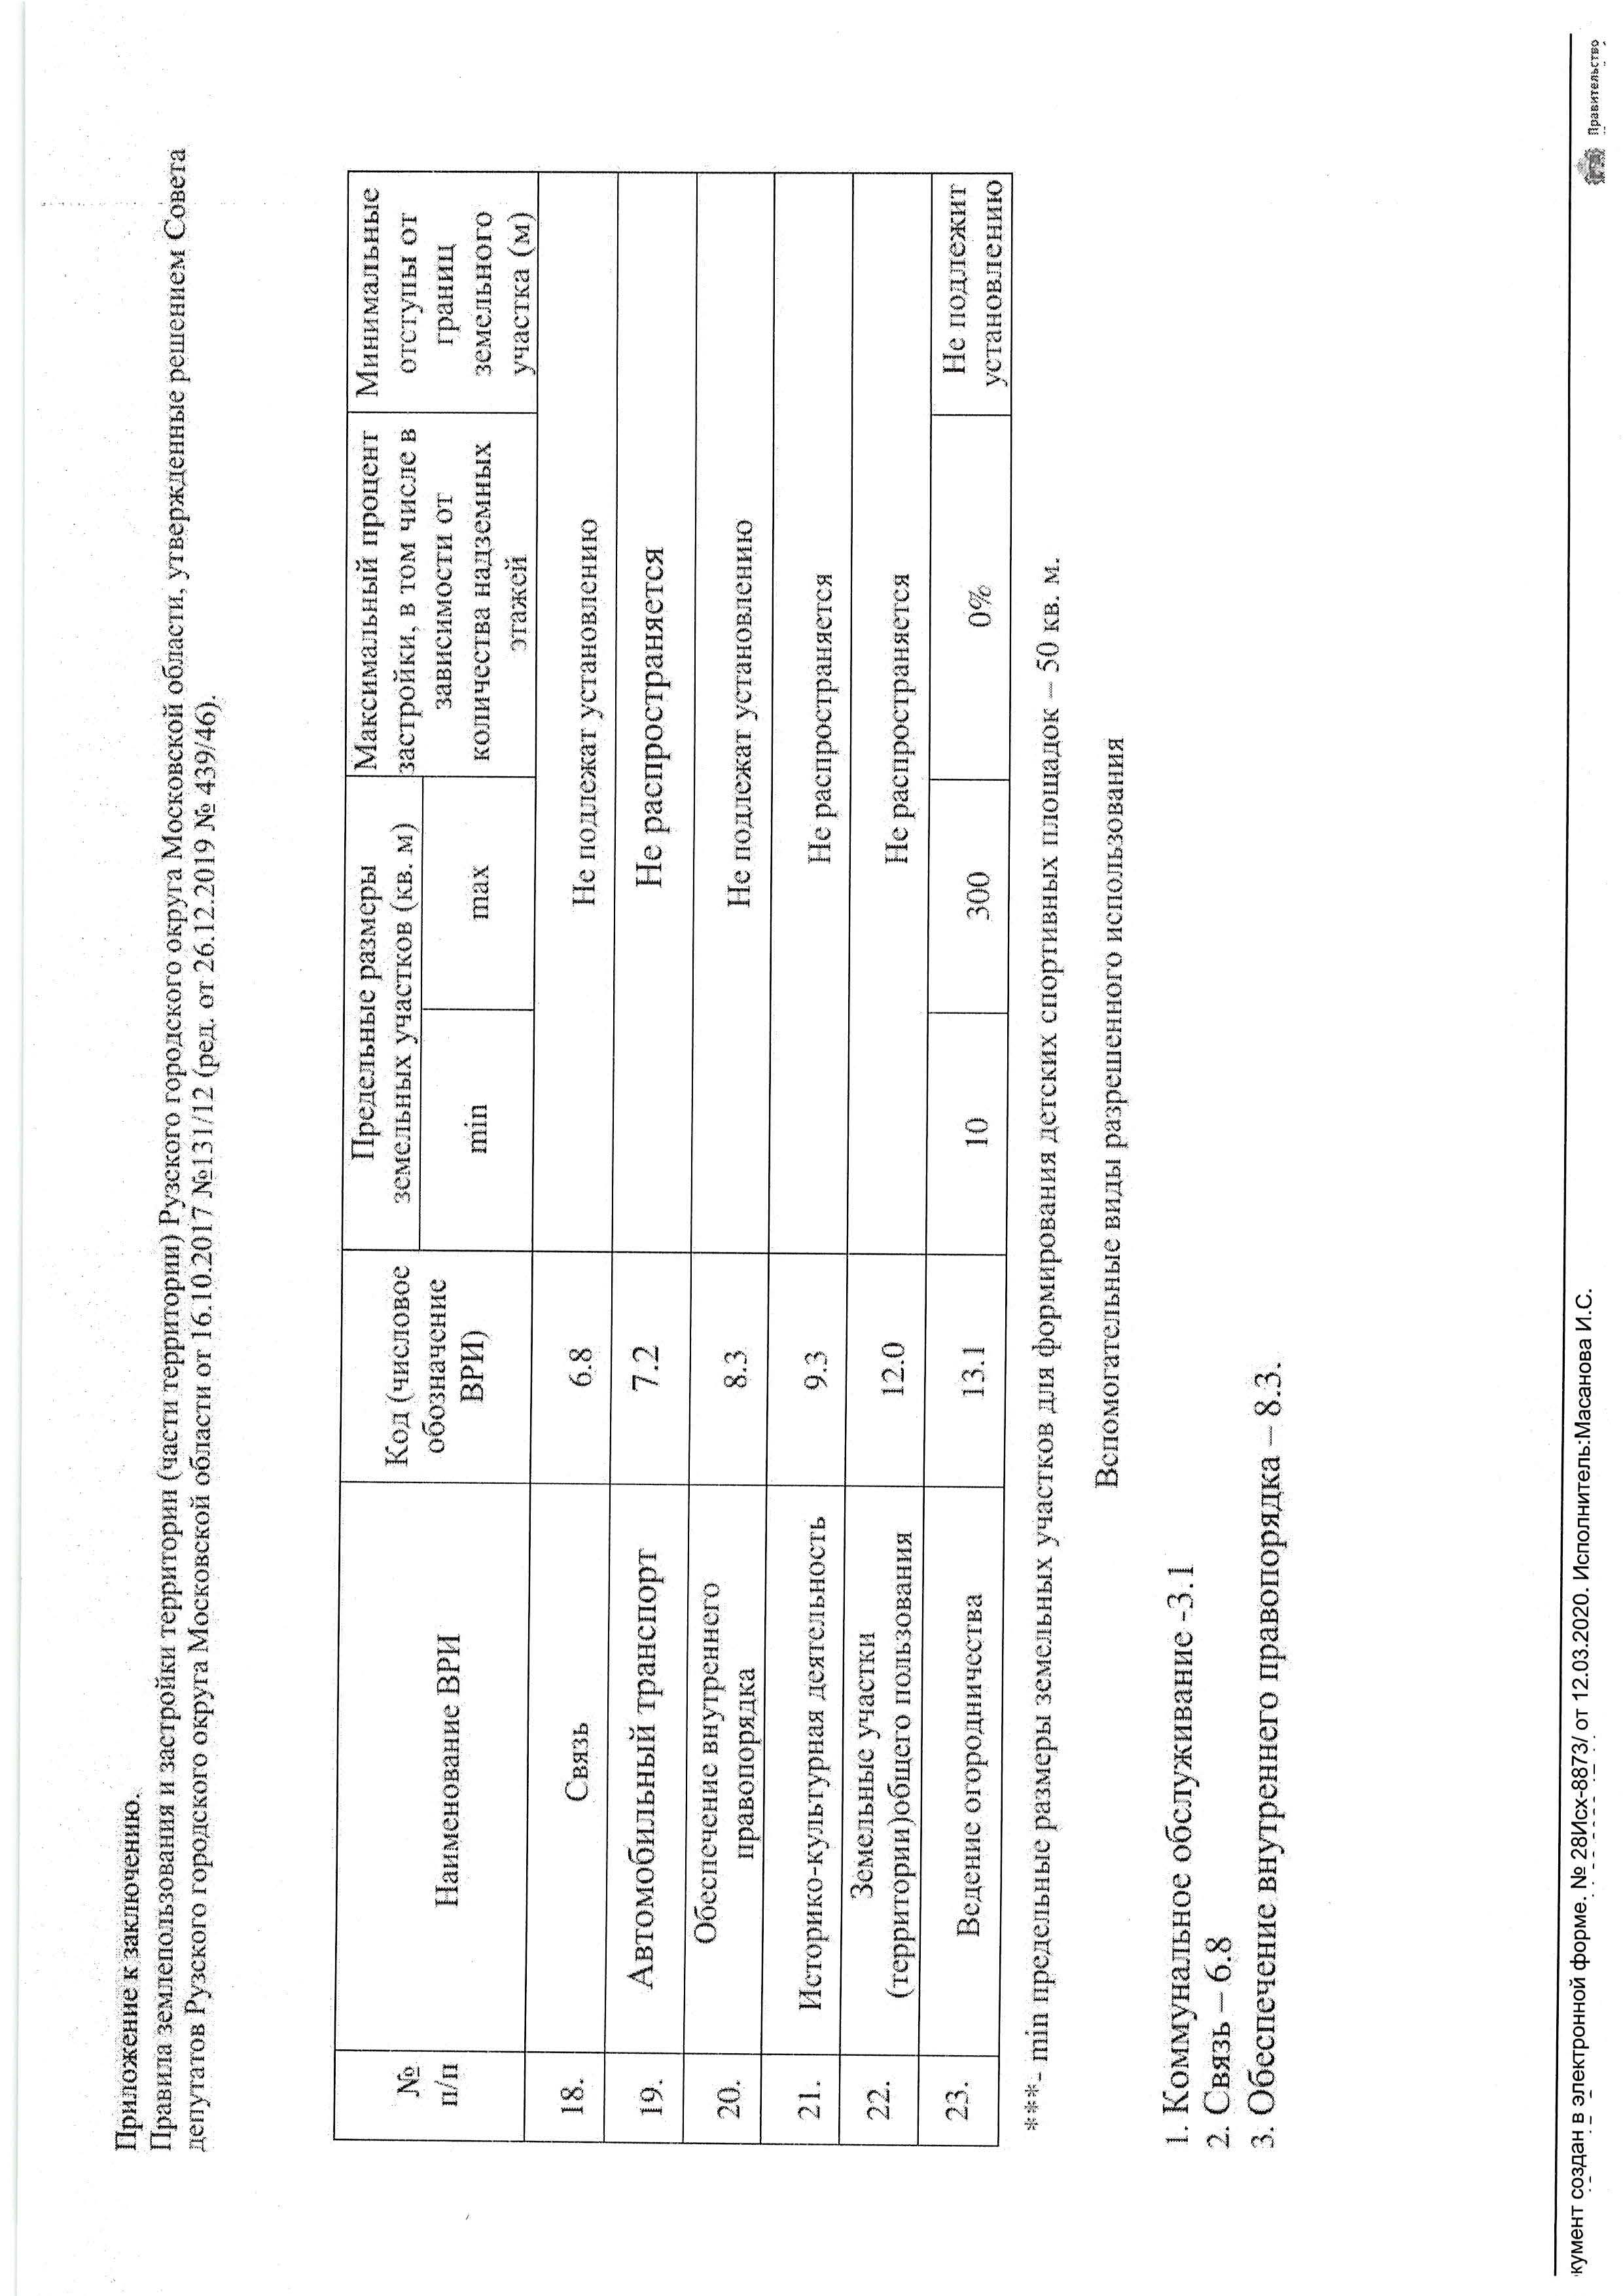 Приложение к заключению.
Правила землепользования и застройки территории (части территории) Рузского городского округа Московской области, утвержденные решением Совета
депутатов Рузского городского округа Московской области от 16.10.2017 №131/12 (ред. от 26.12.2019 № 439/46).
№
п/п
Наименование ВРИ
Код (числовое
обозначение
ВРИ)
Предельные размеры
земельных участков (кв. м)
min
max
Максимальный процент
застройки, в том числе в
зависимости от
количества надземных
этажей
Минимальные
отступы от
границ
земельного
участка (м)
18. Связь 6.8 Не подлежат установлению
19. Автомобильный транспорт 7.2 Не распространяется
20. Обеспечение внутреннего
правопорядка 8.3 Не подлежат установлению
21. Историко-культурная деятельность 9.3 Не распространяется
22. Земельные участки
(территории)общего пользования 12.0 Не распространяется
23. Ведение огородничества 13.1 10 300 0% Не подлежит
установлению
***- min предельные размеры земельных участков для формирования детских спортивных площадок – 50 кв. м.
Вспомогательные виды разрешенного использования
1. Коммунальное обслуживание -3.1
2. Связь – 6.8
3. Обеспечение внутреннего правопорядка – 8.3.
кумент создан в электронной форме. № 28Исх-8873/ от 12.03.2020. Исполнитель:Масанова И.С.
Правительство